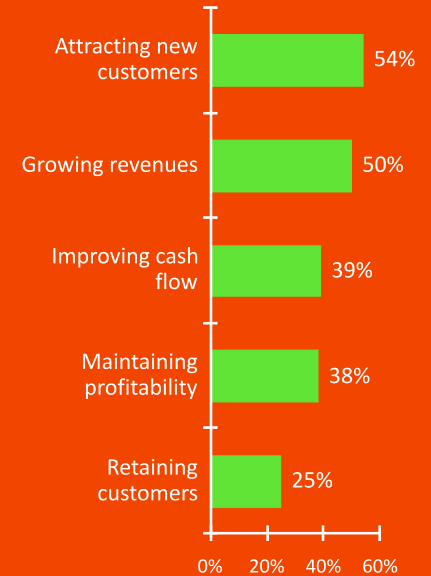 Attracting new
customers
54%
Growing revenues
50%
Improving cash
flow
39%
Maintaining
profitability
38%
Retaining
customers
25%
0% 20% 40% 60%